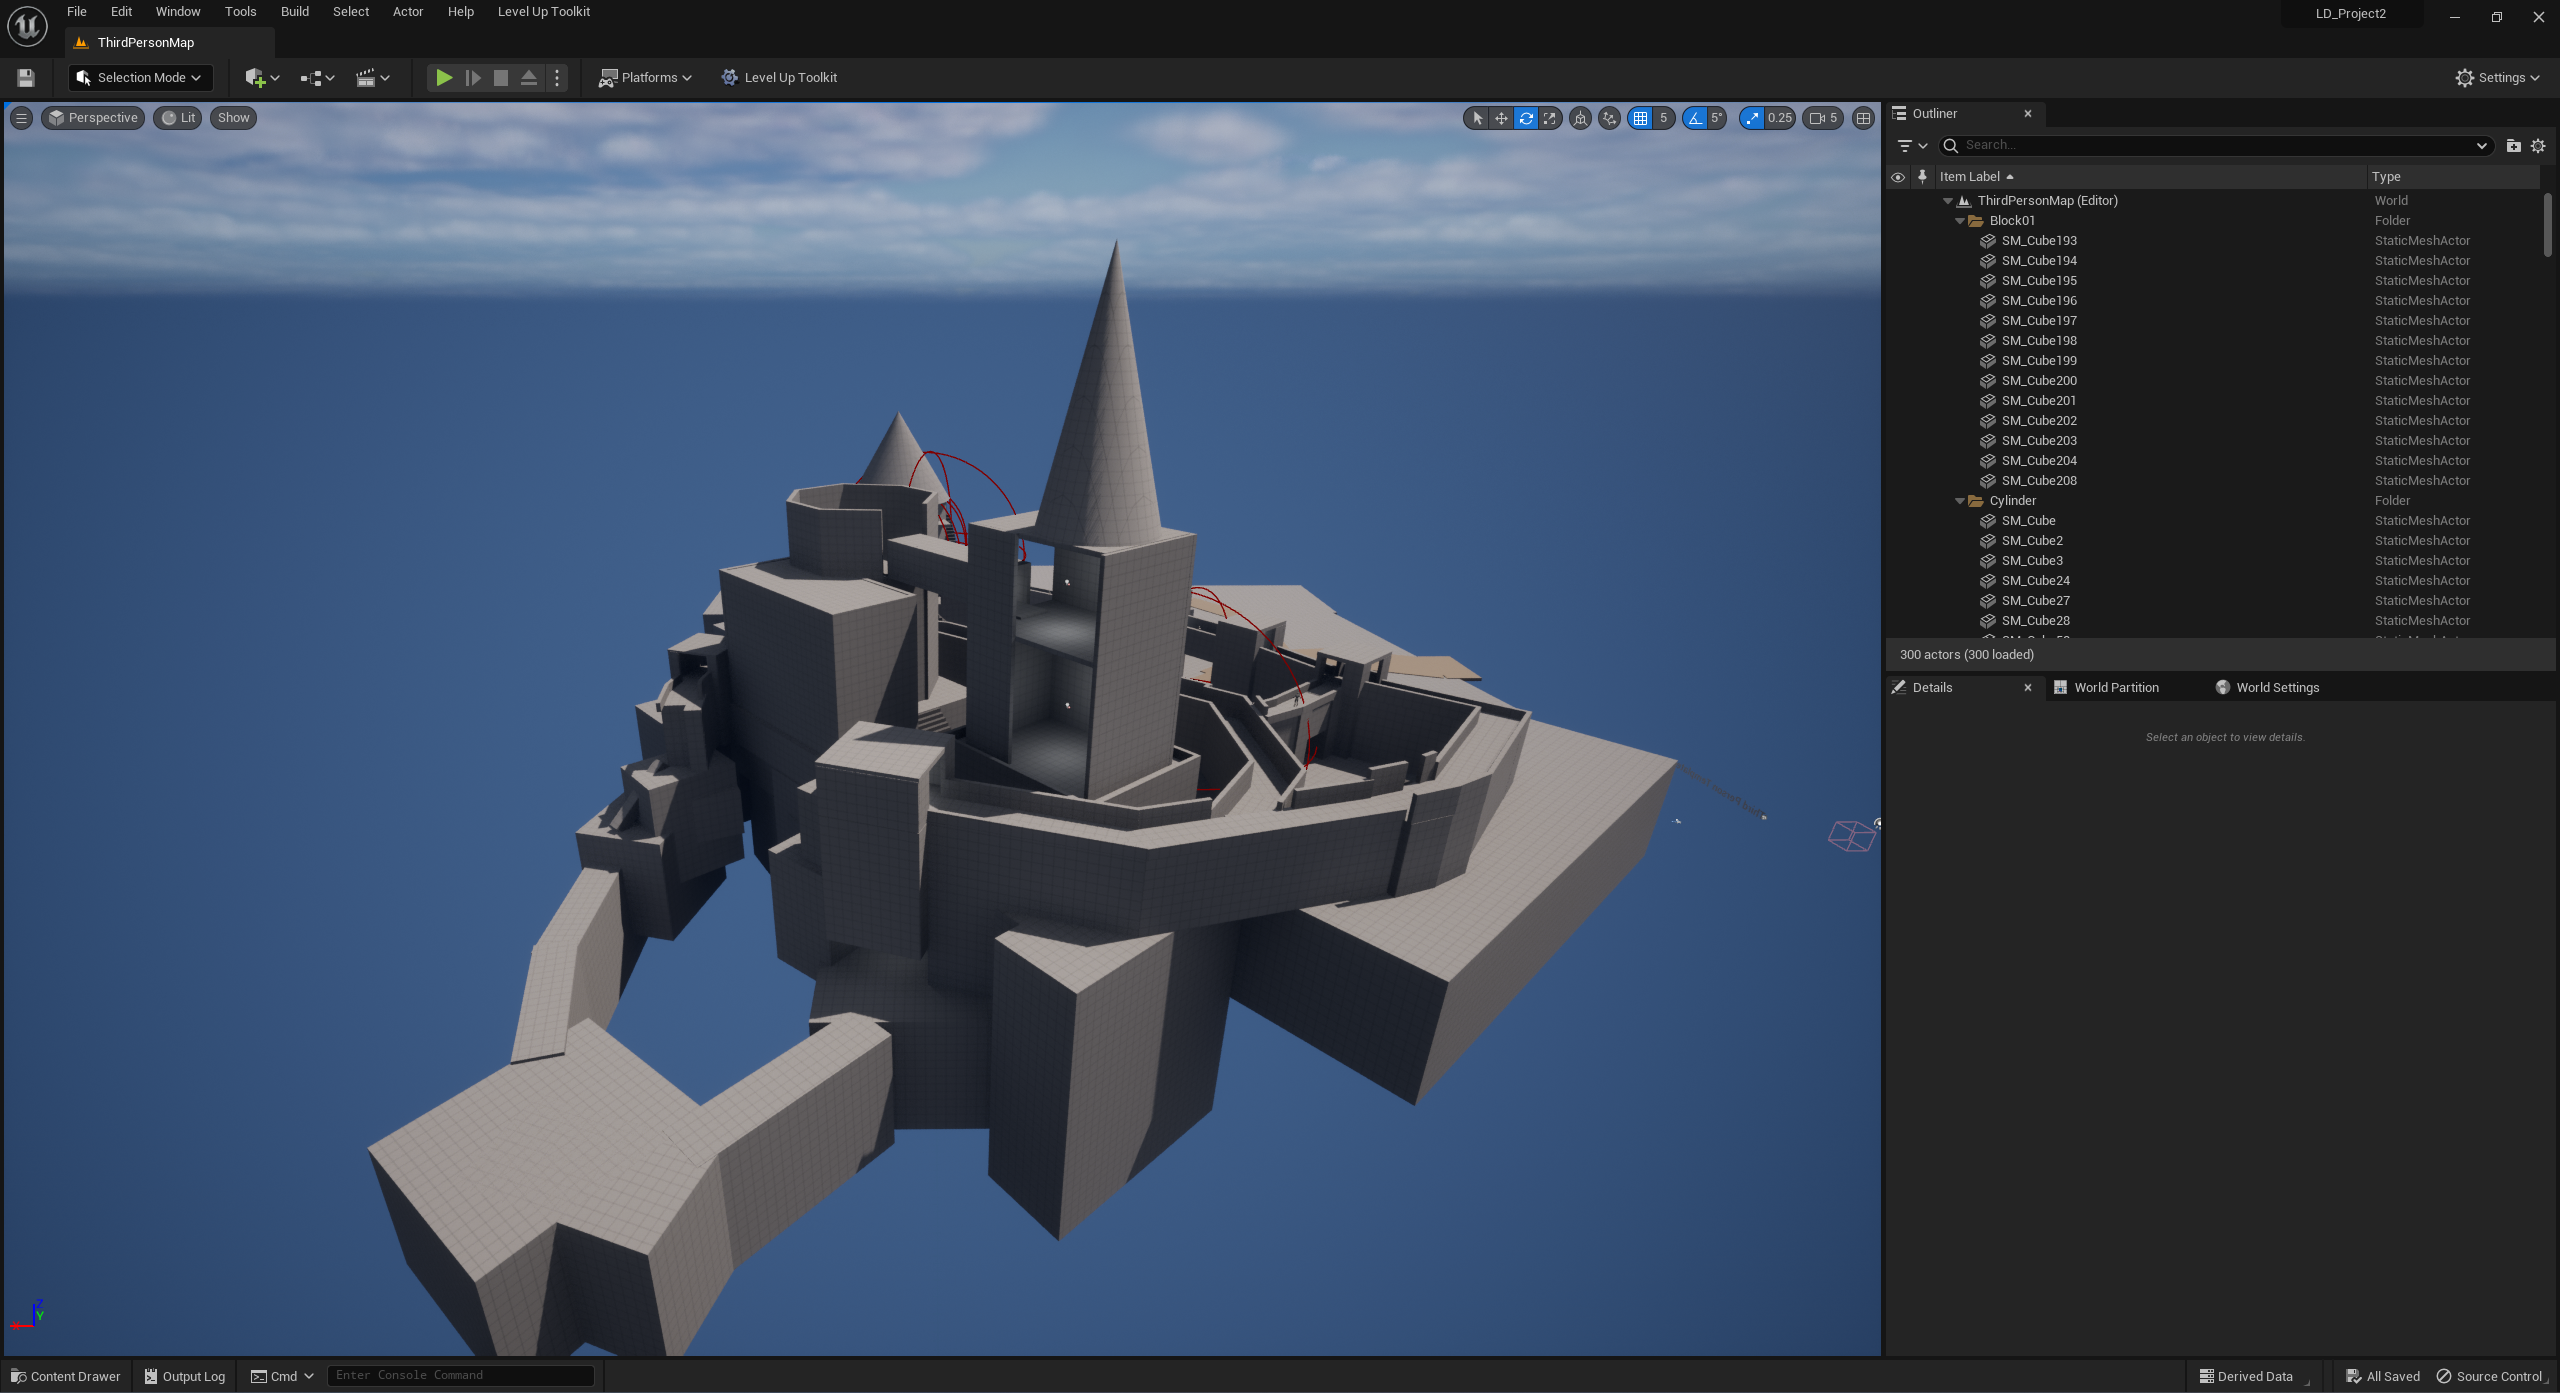 File Edit Window Tools Build Select Actor Help Level Up Toolkit
LD_Project2
ThirdPersonMap
Selection Mode
Platforms
Level Up Toolkit
Settings
Perspective
Lit
Show
5
5°
0.25
5
Outliner
Search...
Item Label
Type
ThirdPersonMap (Editor) World
Block01 Folder
SM_Cube193 StaticMeshActor
SM_Cube194 StaticMeshActor
SM_Cube195 StaticMeshActor
SM_Cube196 StaticMeshActor
SM_Cube197 StaticMeshActor
SM_Cube198 StaticMeshActor
SM_Cube199 StaticMeshActor
SM_Cube200 StaticMeshActor
SM_Cube201 StaticMeshActor
SM_Cube202 StaticMeshActor
SM_Cube203 StaticMeshActor
SM_Cube204 StaticMeshActor
SM_Cube208 StaticMeshActor
Cylinder Folder
SM_Cube StaticMeshActor
SM_Cube2 StaticMeshActor
SM_Cube3 StaticMeshActor
SM_Cube24 StaticMeshActor
SM_Cube27 StaticMeshActor
SM_Cube28 StaticMeshActor
300 actors (300 loaded)
Details
World Partition
World Settings
Select an object to view details.
Z
Y
X
Content Drawer
Output Log
Cmd
Enter Console Command
Derived Data
All Saved
Source Control